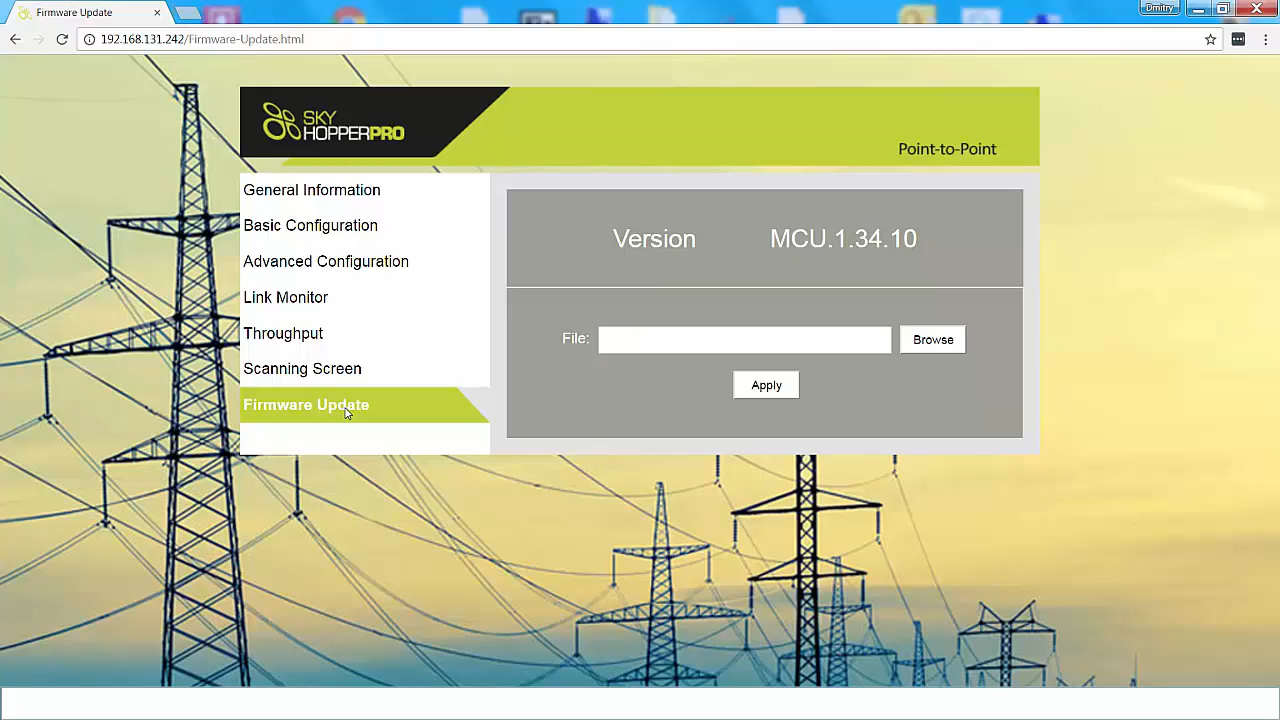 Firmware Update
Dmitry
192.168.131.242/Firmware-Update.html
SKY
HOPPERPRO
Point-to-Point
General Information
Basic Configuration
Advanced Configuration
Link Monitor
Throughput
Scanning Screen
Firmware Update
Version MCU.1.34.10
File: Browse
Apply